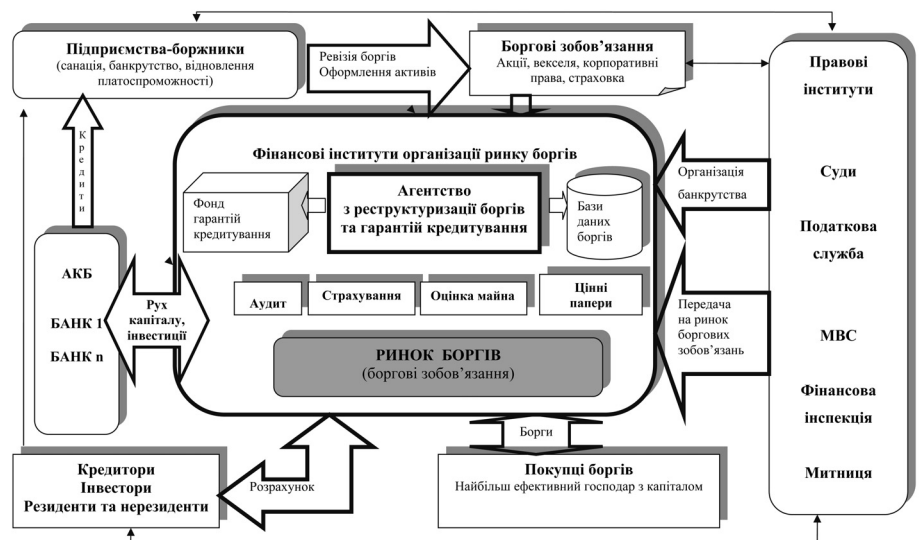 Підприємства-боржники
(санація, банкрутство, відновлення
платоспроможності)
Ревізія боргів
Оформлення активів
Боргові зобов’язання
Акції, векселя, корпоративні
права, страховка
Правові
інститути
Суди
Податкова
служба
МВС
Фінансова
інспекція
Митниця
Кредити
Фінансові інститути організації ринку боргів
Фонд
гарантій
кредитування
Агентство
з реструктуризації боргів
та гарантій кредитування
Бази
даних
боргів
Організація
банкрутства
АКБ
БАНК 1
БАНК n
Рух
капіталу,
інвестиції
Аудит
Страхування
Оцінка майна
Цінні
папери
Передача
на ринок
боргових
зобов’язань
РИНОК БОРГІВ
(боргові зобов’язання)
Борги
Кредитори
Інвестори
Резиденти та нерезиденти
Розрахунок
Покупці боргів
Найбільш ефективний господар з капіталом